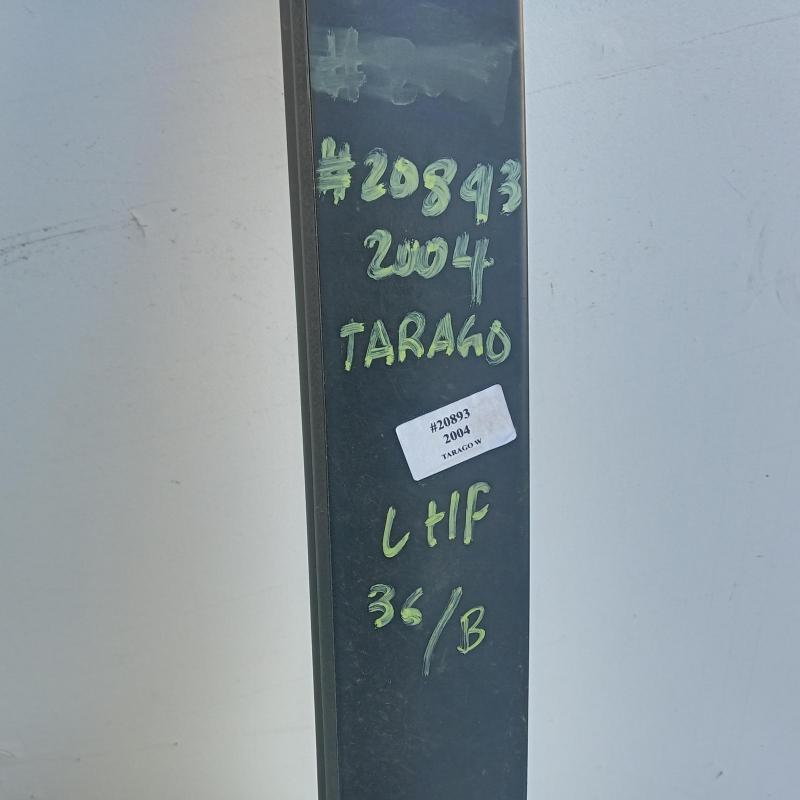 #
#20893
2004
TARAGO
#20893
2004
TARAGO W
LHF
36/B